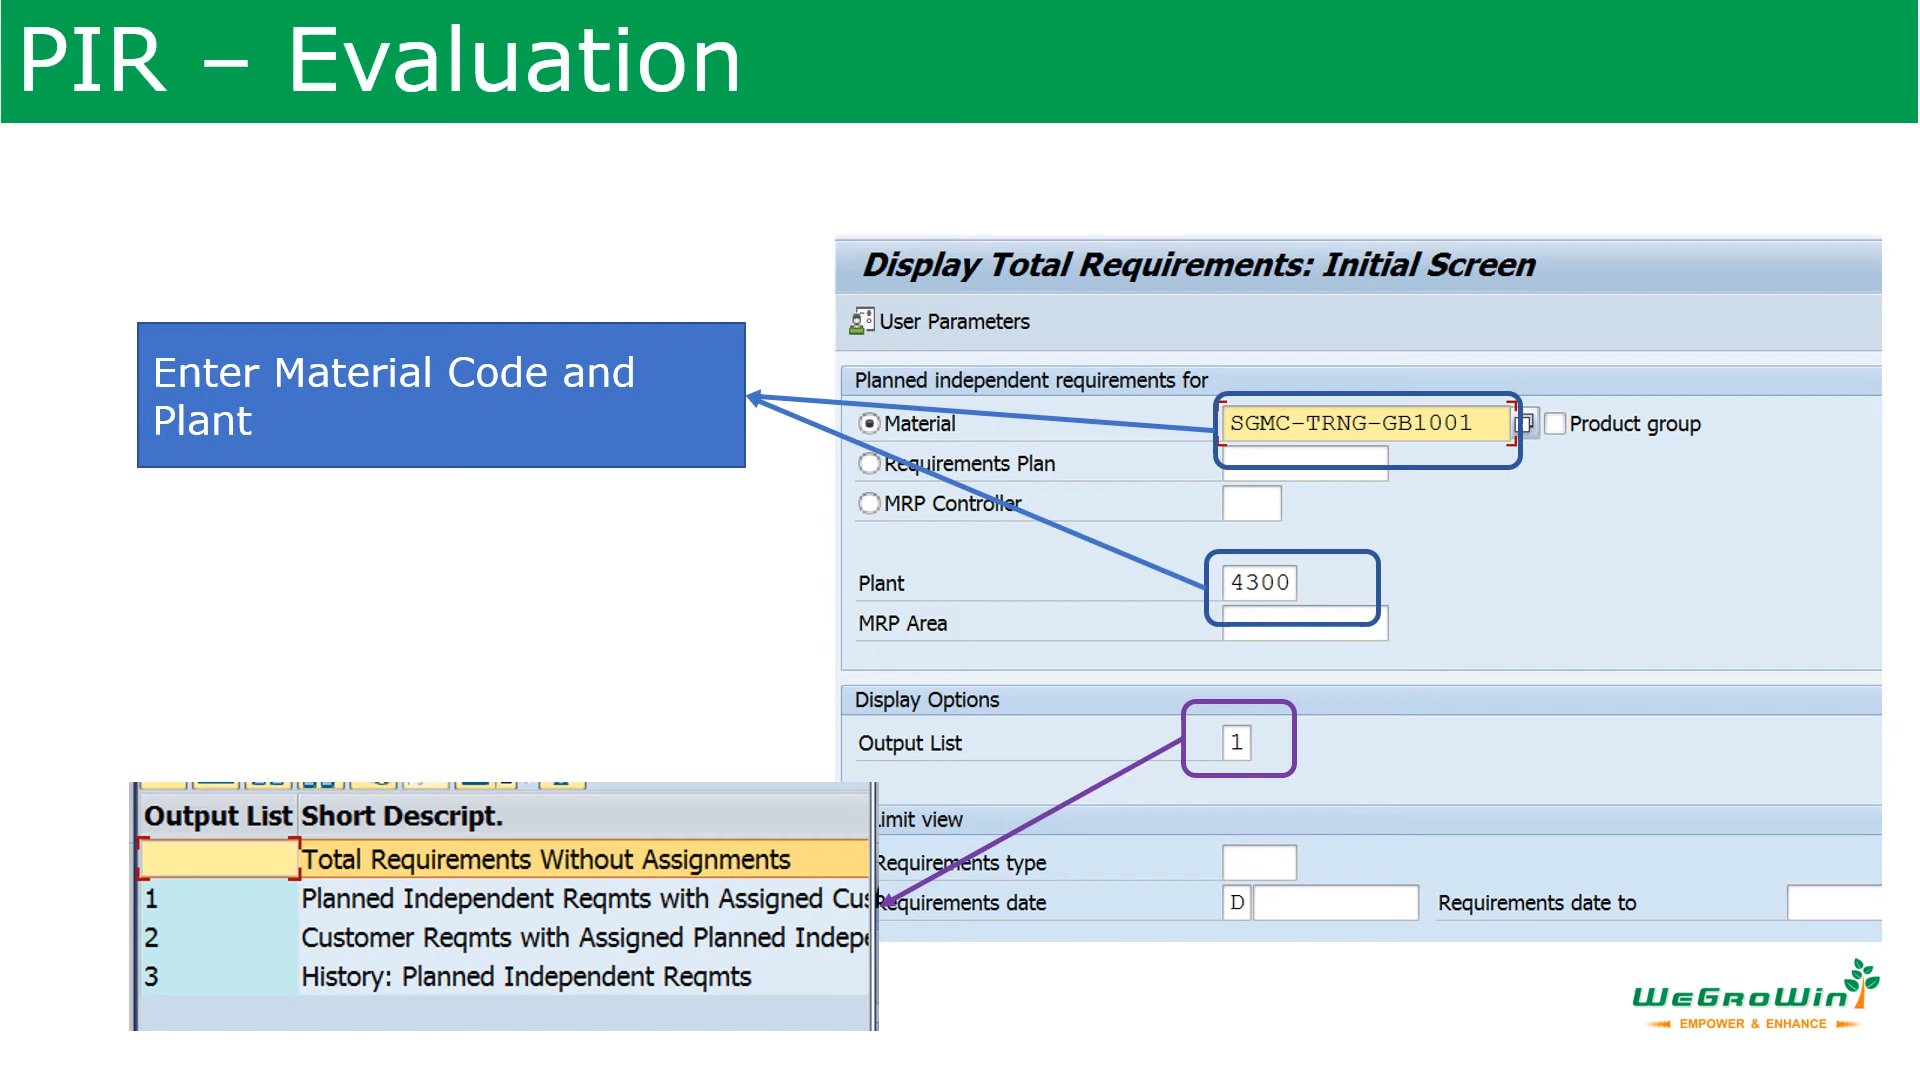 PIR – Evaluation
Display Total Requirements: Initial Screen
User Parameters
Enter Material Code and
Plant
Planned independent requirements for
Material SGMC-TRNG-GB1001 Product group
Requirements Plan
MRP Controller
Plant 4300
MRP Area
Display Options
Output List 1
Limit view
Requirements type
Requirements date D Requirements date to
Output List Short Descript.
Total Requirements Without Assignments
1 Planned Independent Reqmts with Assigned Cus
2 Customer Reqmts with Assigned Planned Indepe
3 History: Planned Independent Reqmts
WeGroWin
EMPOWER & ENHANCE